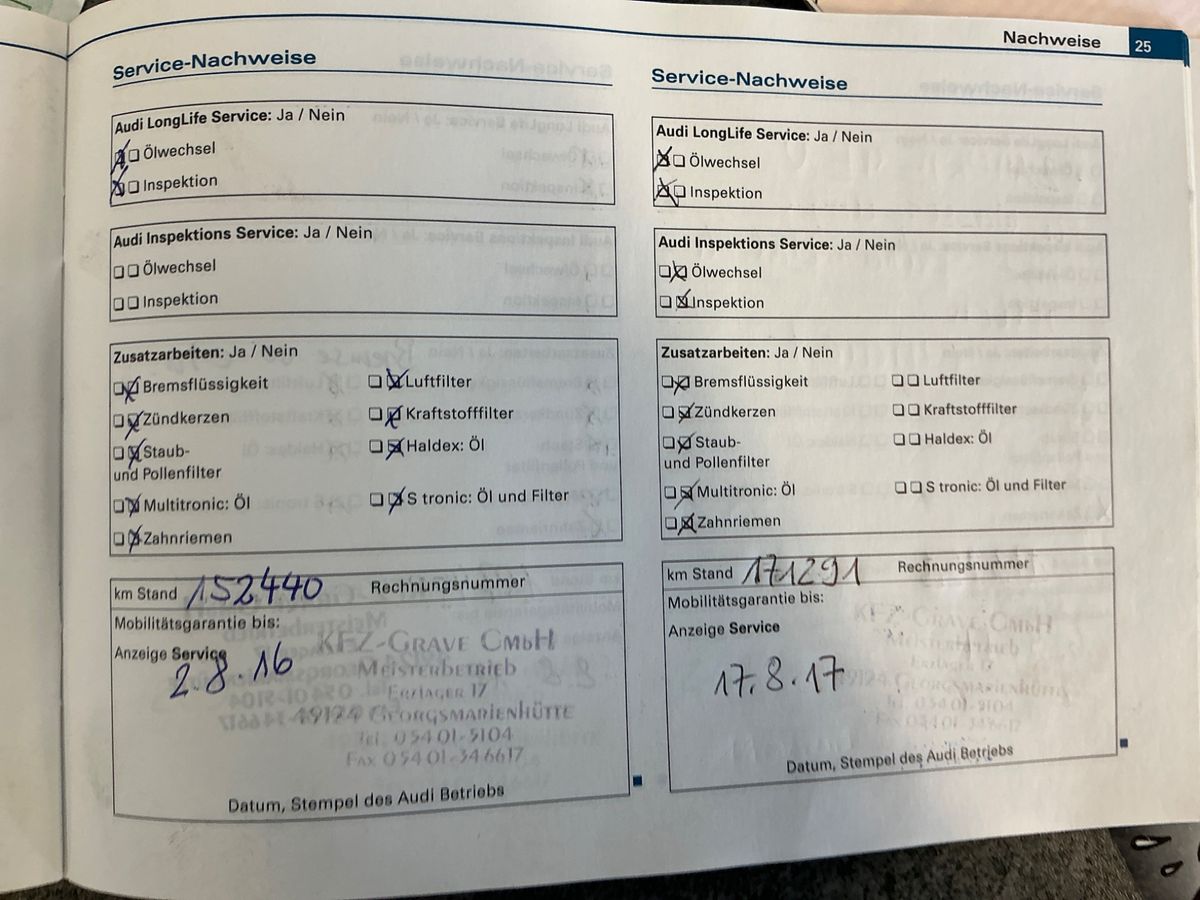 Nachweise 25
Service-Nachweise
Audi LongLife Service: Ja / Nein
Ölwechsel
Inspektion
Audi Inspektions Service: Ja / Nein
Ölwechsel
Inspektion
Zusatzarbeiten: Ja / Nein
Bremsflüssigkeit
Luftfilter
Zündkerzen
Kraftstofffilter
Staub-
und Pollenfilter
Haldex: Öl
Multitronic: Öl
S tronic: Öl und Filter
Zahnriemen
km Stand 152440 Rechnungsnummer
Mobilitätsgarantie bis:
Anzeige Service
2.8.16
KFZ-Grave GmbH
Meisterbetrieb
Erzlager 17
49124 Georgsmarienhütte
Tel. 05401-5104
Fax 05401-346617
Datum, Stempel des Audi Betriebs
Service-Nachweise
Audi LongLife Service: Ja / Nein
Ölwechsel
Inspektion
Audi Inspektions Service: Ja / Nein
Ölwechsel
Inspektion
Zusatzarbeiten: Ja / Nein
Bremsflüssigkeit
Luftfilter
Zündkerzen
Kraftstofffilter
Staub-
und Pollenfilter
Haldex: Öl
Multitronic: Öl
S tronic: Öl und Filter
Zahnriemen
km Stand 171291 Rechnungsnummer
Mobilitätsgarantie bis:
Anzeige Service
17.8.17
KFZ-Grave GmbH
Meisterbetrieb
Erzlager 17
49124 Georgsmarienhütte
Datum, Stempel des Audi Betriebs